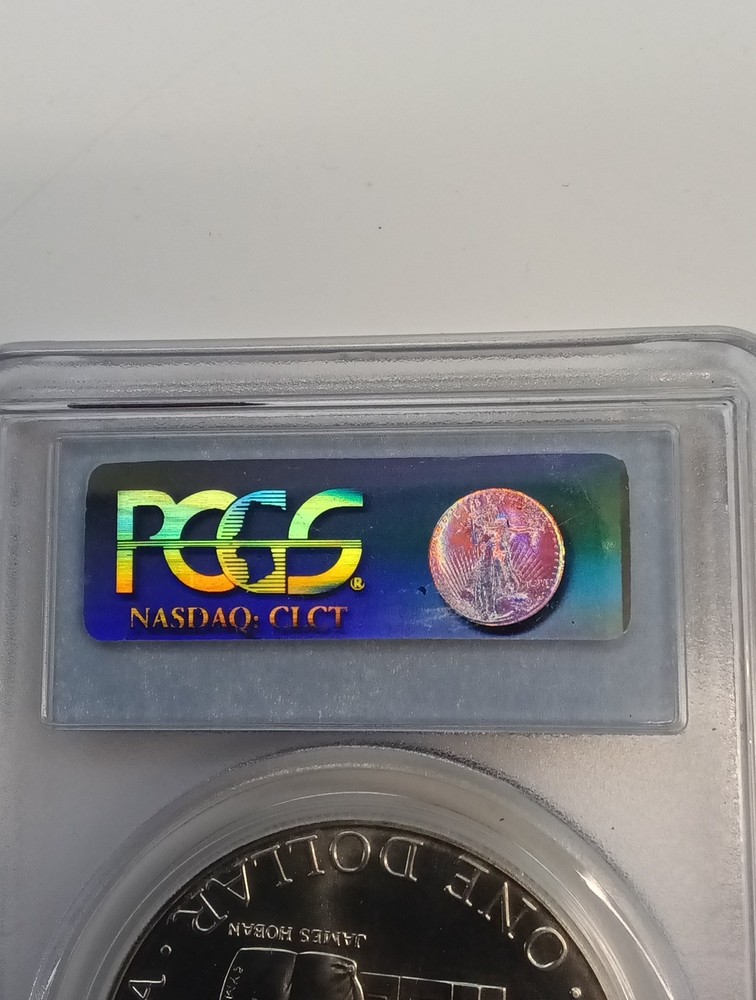 PCGS®
NASDAQ: CLCT
ONE DOLLAR
JAMES HOBAN